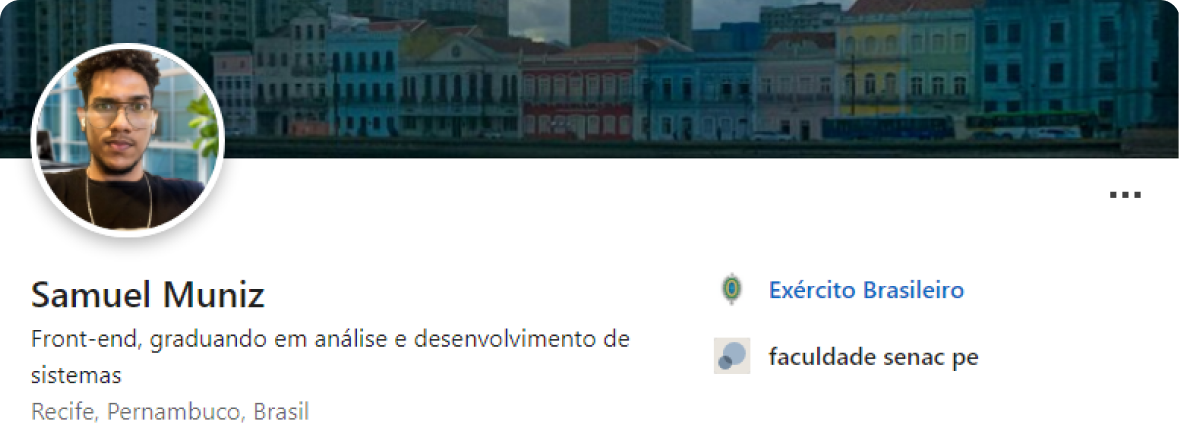 Samuel Muniz
Front-end, graduando em análise e desenvolvimento de
sistemas
Recife, Pernambuco, Brasil
Exército Brasileiro
faculdade senac pe